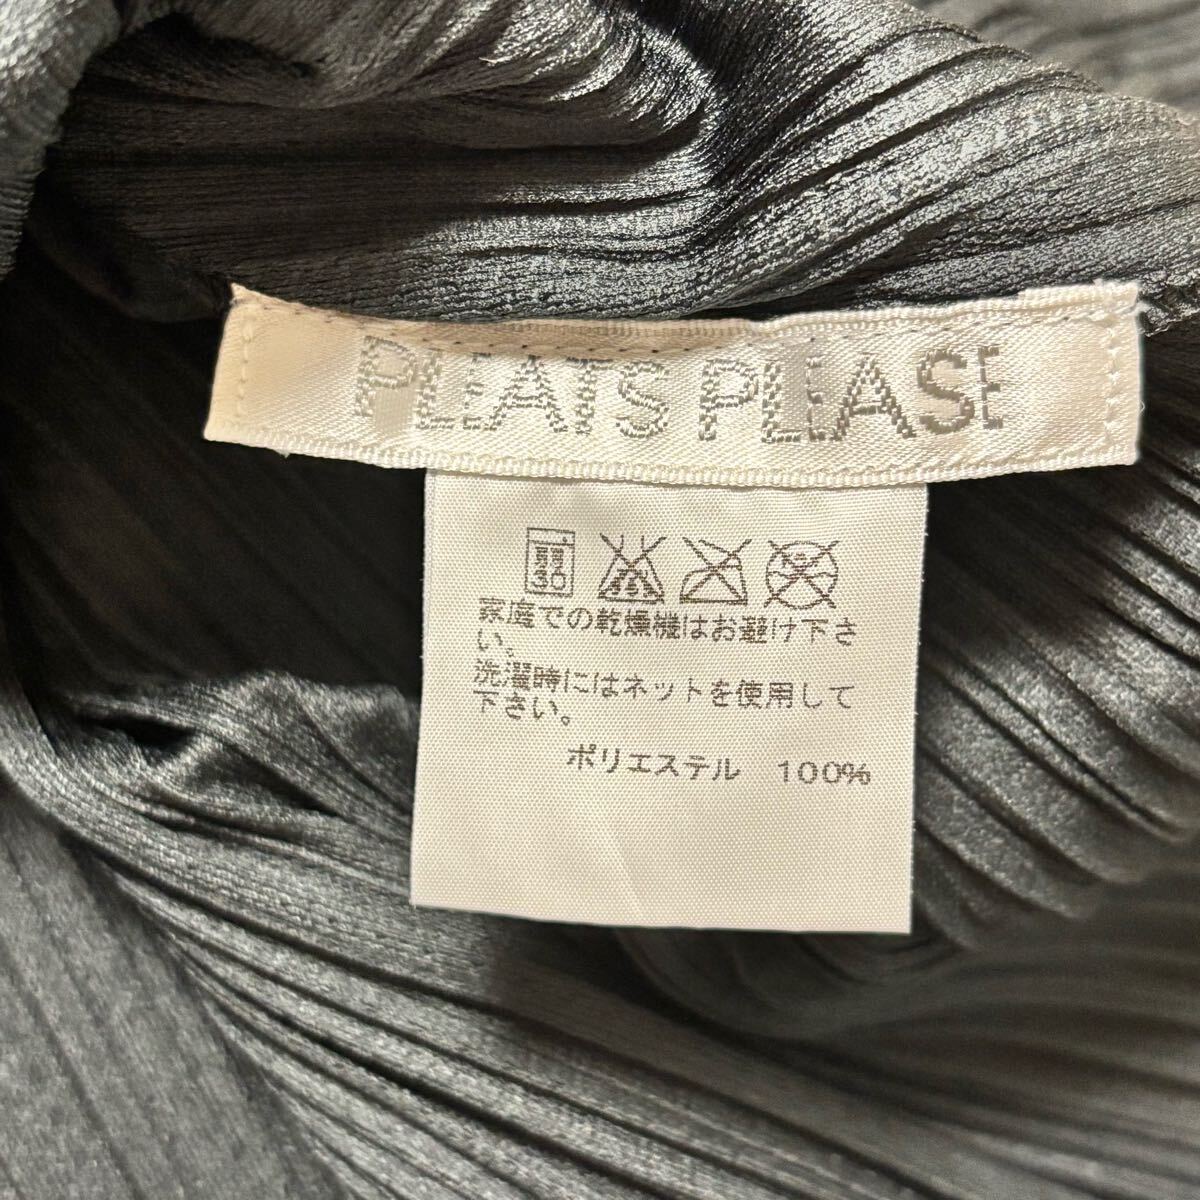 PLEATS PLEASE
弱
30
家庭での乾燥機はお避け下さ
い。
洗濯時にはネットを使用して
下さい。
ポリエステル 100%